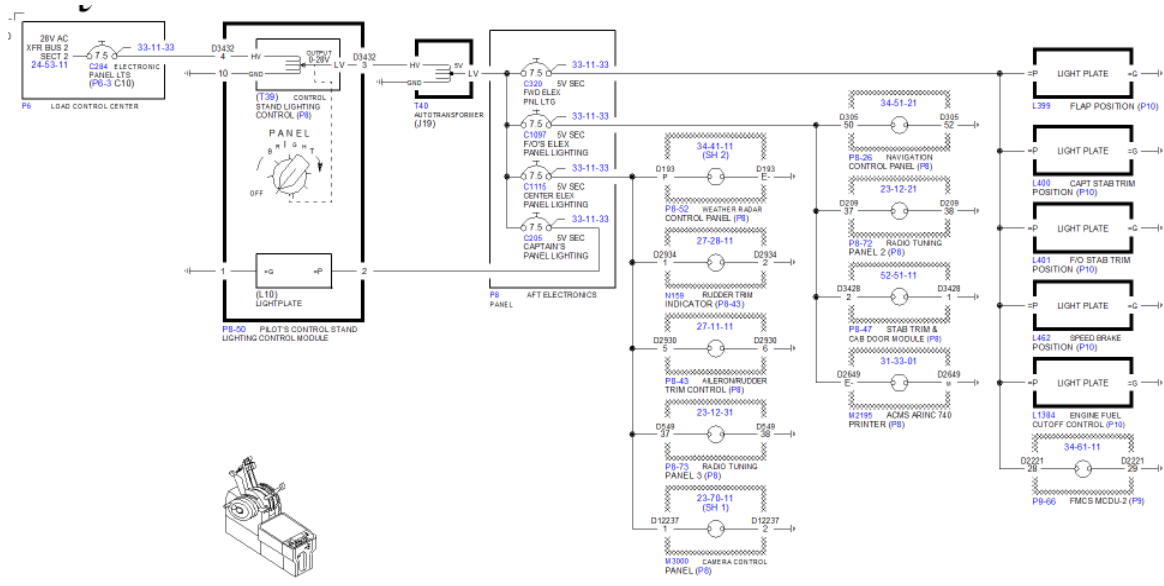 28V AC
XFR BUS 2
SECT 2
24-53-11
7.5
33-11-33
C284 ELECTRONIC
PANEL LTS
(P6-3 C10)
P6 LOAD CONTROL CENTER
D3432
4 HV
10 GND
OUTPUT
0-28V
LV
D3432
3
(T39) CONTROL
STAND LIGHTING
CONTROL (P8)
PANEL
BRIGHT
OFF
1 =G =P 2
(L10)
LIGHTPLATE
P8-50 PILOT'S CONTROL STAND
LIGHTING CONTROL MODULE
HV 5V LV
GND
T40
AUTOTRANSFORMER
(J19)
7.5 33-11-33
C320 5V SEC
FWD ELEX
PNL LTG
7.5 33-11-33
C1097 5V SEC
F/O'S ELEX
PANEL LIGHTING
7.5 33-11-33
C1115 5V SEC
CENTER ELEX
PANEL LIGHTING
7.5 33-11-33
C205 5V SEC
CAPTAIN'S
PANEL LIGHTING
P8 AFT ELECTRONICS
PANEL
34-41-11
(SH 2)
D193 D193
P E-
P8-52 WEATHER RADAR
CONTROL PANEL (P8)
27-28-11
D2934 D2934
1 2
N159 RUDDER TRIM
INDICATOR (P8-43)
27-11-11
D2930 D2930
5 6
P8-43 AILERON/RUDDER
TRIM CONTROL (P8)
23-12-31
D549 D549
37 38
P8-73 RADIO TUNING
PANEL 3 (P8)
23-70-11
(SH 1)
D12237 D12237
1 2
M3000 CAMERA CONTROL
PANEL (P8)
34-51-21
D305 D305
50 52
P8-26 NAVIGATION
CONTROL PANEL (P8)
23-12-21
D209 D209
37 38
P8-72 RADIO TUNING
PANEL 2 (P8)
52-51-11
D3428 D3428
2 1
P8-47 STAB TRIM &
CAB DOOR MODULE (P8)
31-33-01
D2649 D2649
E- M
M2195 ACMS ARINC 740
PRINTER (P8)
=P LIGHT PLATE =G
L399 FLAP POSITION (P10)
=P LIGHT PLATE =G
L400 CAPT STAB TRIM
POSITION (P10)
=P LIGHT PLATE =G
L401 F/O STAB TRIM
POSITION (P10)
=P LIGHT PLATE =G
L462 SPEED BRAKE
POSITION (P10)
=P LIGHT PLATE =G
L1384 ENGINE FUEL
CUTOFF CONTROL (P10)
34-61-11
D2221 D2221
28 29
P9-66 FMCS MCDU-2 (P9)